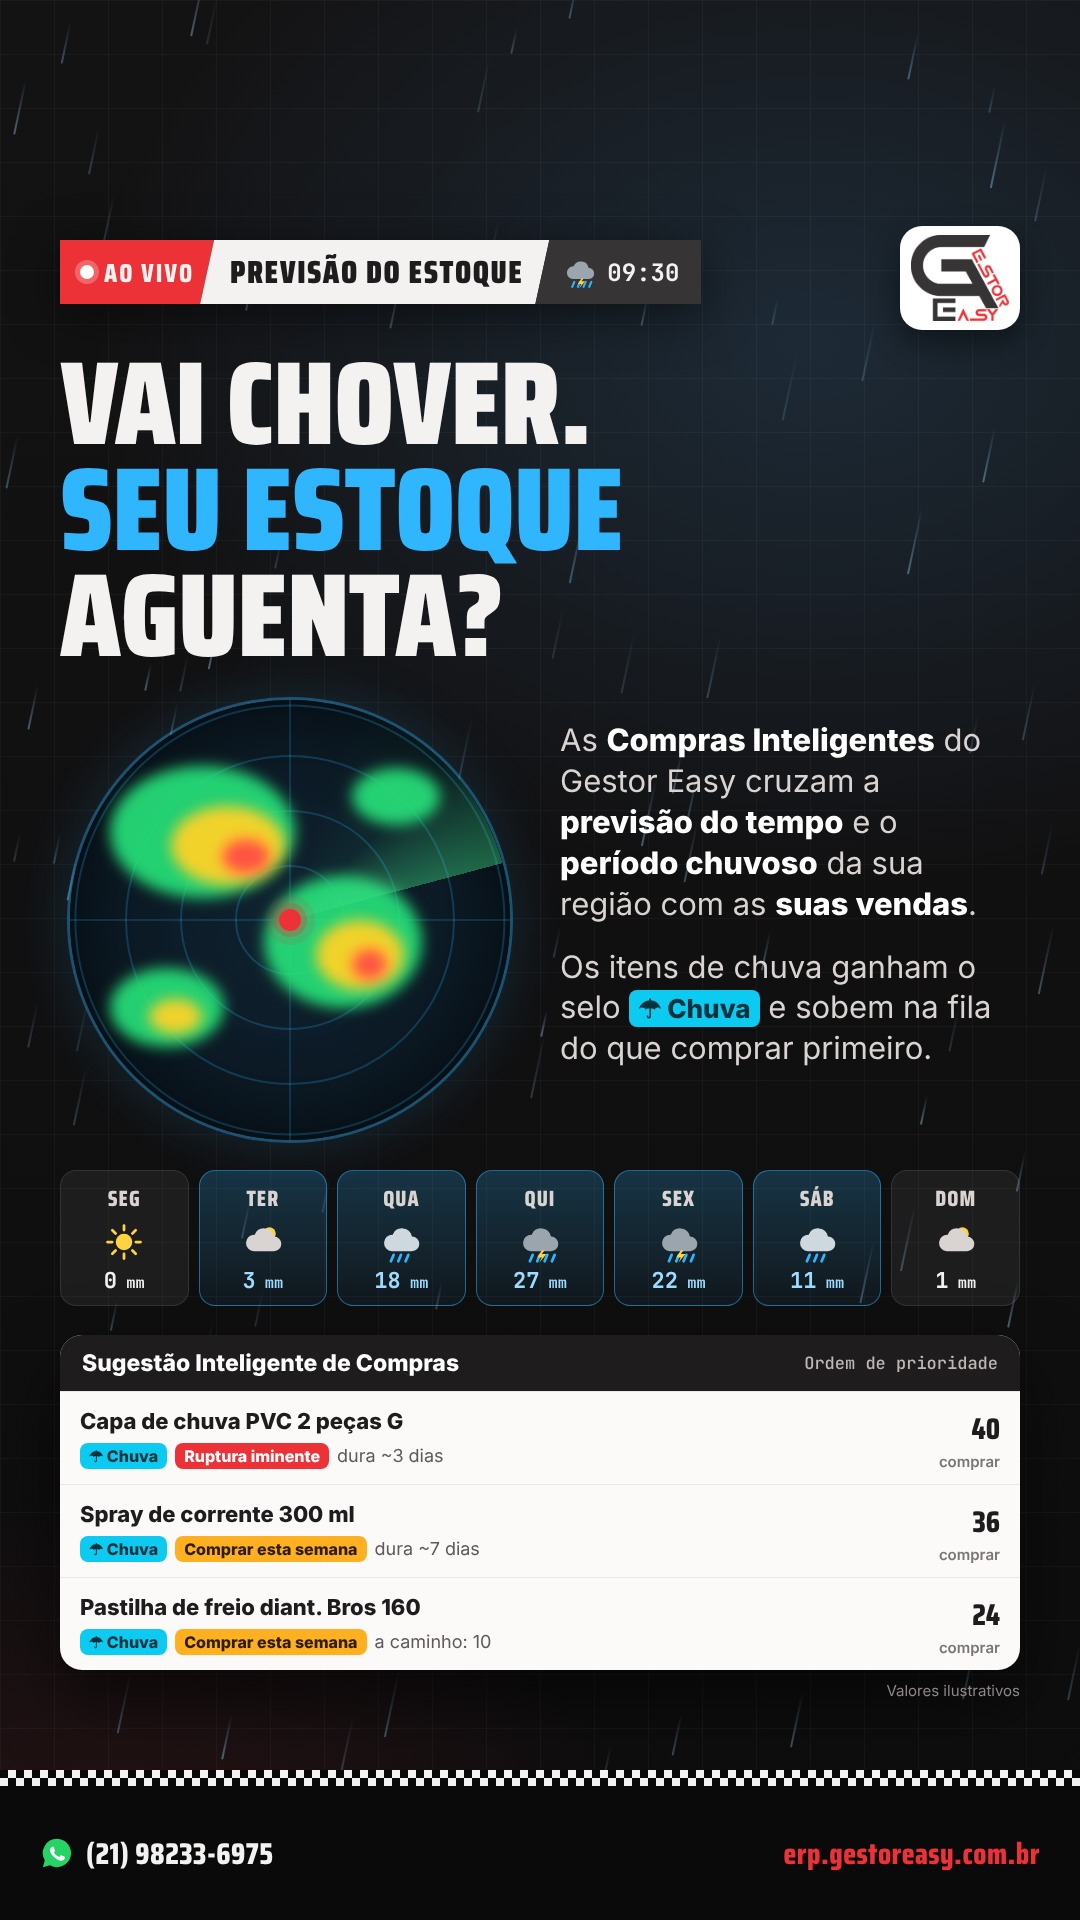 AO VIVO PREVISÃO DO ESTOQUE 09:30
GESTOR
EASY
VAI CHOVER.
SEU ESTOQUE
AGUENTA?
As Compras Inteligentes do
Gestor Easy cruzam a
previsão do tempo e o
período chuvoso da sua
região com as suas vendas.
Os itens de chuva ganham o
selo Chuva e sobem na fila
do que comprar primeiro.
SEG TER QUA QUI SEX SÁB DOM
0 mm 3 mm 18 mm 27 mm 22 mm 11 mm 1 mm
Sugestão Inteligente de Compras Ordem de prioridade
Capa de chuva PVC 2 peças G 40
Chuva Ruptura iminente dura ~3 dias comprar
Spray de corrente 300 ml 36
Chuva Comprar esta semana dura ~7 dias comprar
Pastilha de freio diant. Bros 160 24
Chuva Comprar esta semana a caminho: 10 comprar
Valores ilustrativos
(21) 98233-6975 erp.gestoreasy.com.br